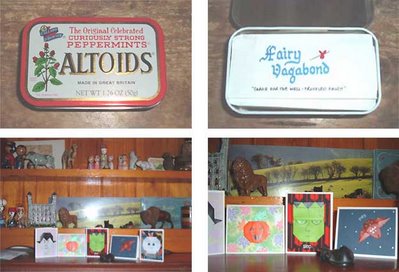 The Original Celebrated
CURIOUSLY STRONG
PEPPERMINTS
ALTOIDS
MADE IN GREAT BRITAIN
NET WT. 1.76 OZ (50g)
Fairy
Vagabond